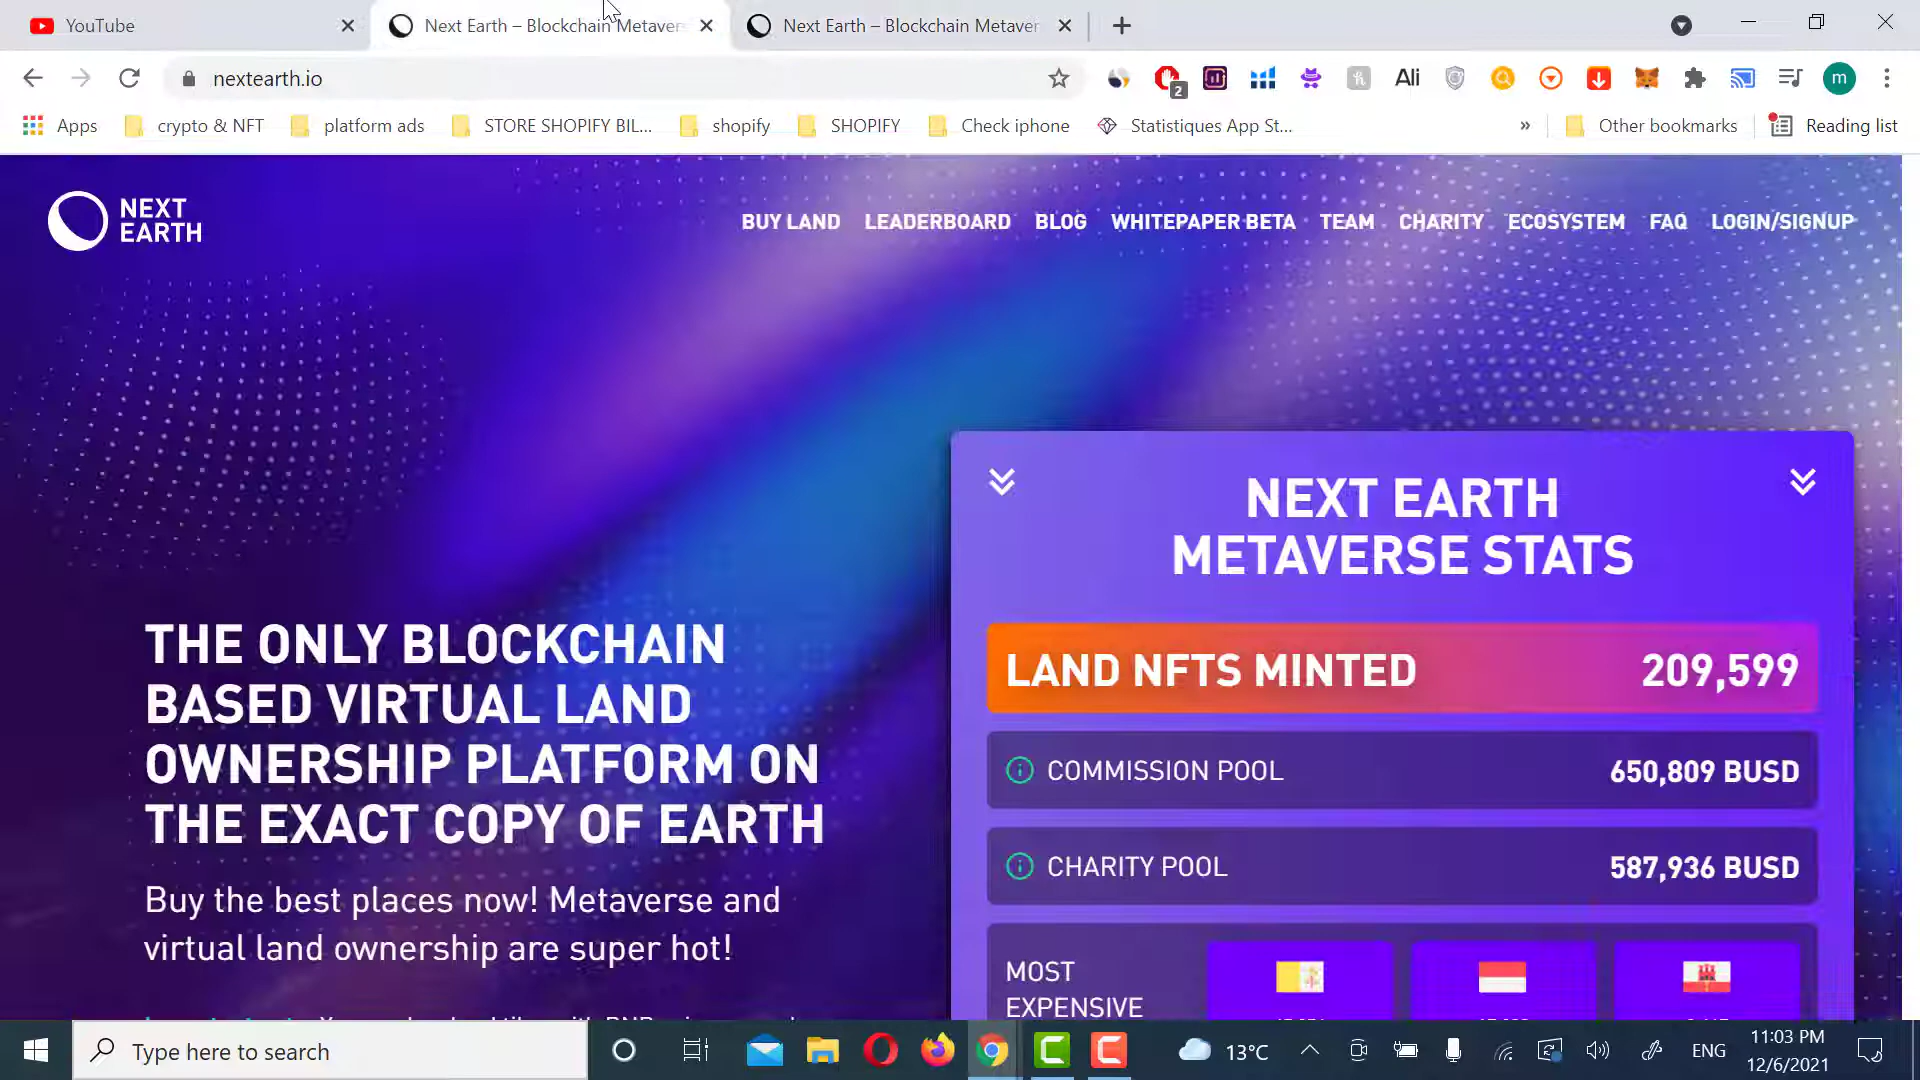 YouTube
Next Earth – Blockchain Metavers
Next Earth – Blockchain Metaver
nextearth.io
2
Ali
m
Apps
crypto & NFT
platform ads
STORE SHOPIFY BIL...
shopify
SHOPIFY
Check iphone
Statistiques App St...
»
Other bookmarks
Reading list
NEXT
EARTH
BUY LAND LEADERBOARD BLOG WHITEPAPER BETA TEAM CHARITY ECOSYSTEM FAQ LOGIN/SIGNUP
THE ONLY BLOCKCHAIN
BASED VIRTUAL LAND
OWNERSHIP PLATFORM ON
THE EXACT COPY OF EARTH
Buy the best places now! Metaverse and
virtual land ownership are super hot!
NEXT EARTH
METAVERSE STATS
LAND NFTS MINTED 209,599
COMMISSION POOL 650,809 BUSD
CHARITY POOL 587,936 BUSD
MOST
EXPENSIVE
Type here to search
13°C
ENG
11:03 PM
12/6/2021